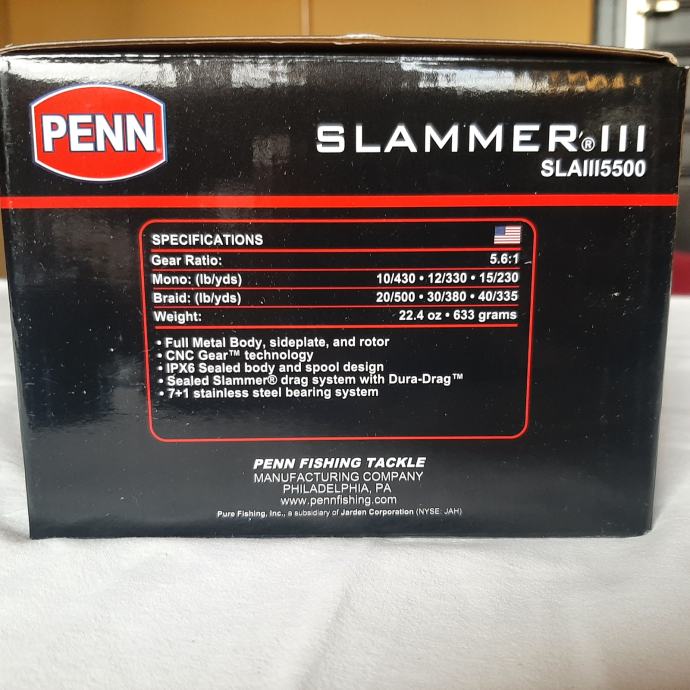 PENN
SLAMMER® III
SLAIII5500
SPECIFICATIONS
Gear Ratio: 5.6:1
Mono: (lb/yds) 10/430 • 12/330 • 15/230
Braid: (lb/yds) 20/500 • 30/380 • 40/335
Weight: 22.4 oz • 633 grams
• Full Metal Body, sideplate, and rotor
• CNC Gear™ technology
• IPX6 Sealed body and spool design
• Sealed Slammer® drag system with Dura-Drag™
• 7+1 stainless steel bearing system
PENN FISHING TACKLE
MANUFACTURING COMPANY
PHILADELPHIA, PA
www.pennfishing.com
Pure Fishing, Inc., a subsidiary of Jarden Corporation (NYSE: JAH)